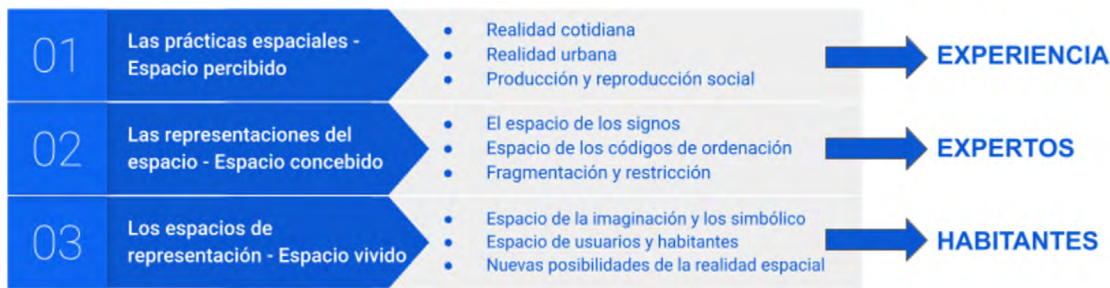 01
Las prácticas espaciales -
Espacio percibido
● Realidad cotidiana
● Realidad urbana
● Producción y reproducción social
EXPERIENCIA
02
Las representaciones del
espacio - Espacio concebido
● El espacio de los signos
● Espacio de los códigos de ordenación
● Fragmentación y restricción
EXPERTOS
03
Los espacios de
representación - Espacio vivido
● Espacio de la imaginación y los simbólico
● Espacio de usuarios y habitantes
● Nuevas posibilidades de la realidad espacial
HABITANTES